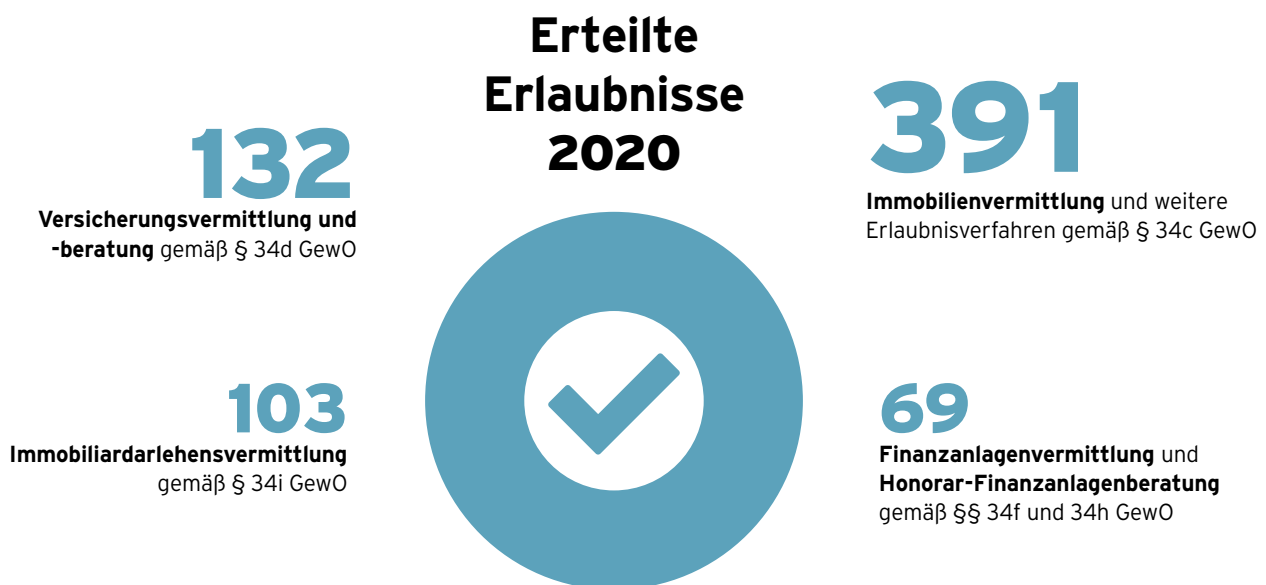 Erteilte
Erlaubnisse
2020
132
Versicherungsvermittlung und
-beratung gemäß § 34d GewO
391
Immobilienvermittlung und weitere
Erlaubnisverfahren gemäß § 34c GewO
103
Immobiliardarlehensvermittlung
gemäß § 34i GewO
69
Finanzanlagenvermittlung und
Honorar-Finanzanlagenberatung
gemäß §§ 34f und 34h GewO